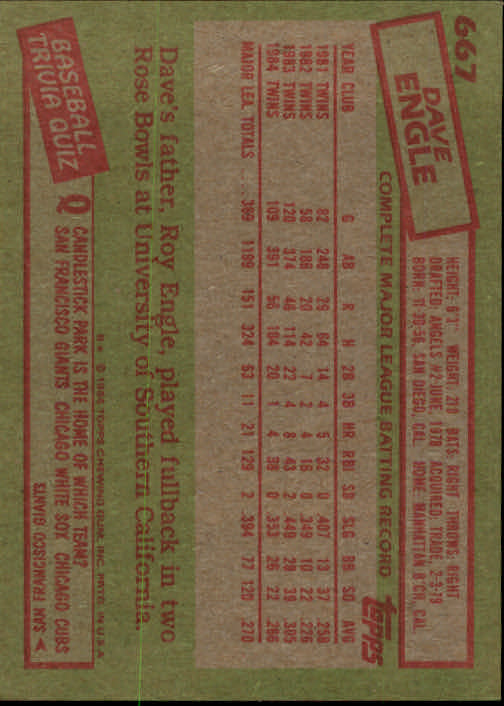 667
DAVE
ENGLE
HEIGHT: 6'3" WEIGHT: 210 BATS: RIGHT THROWS: RIGHT
DRAFTED: ANGELS #2-JUNE, 1978 ACQUIRED: TRADE, 2-3-79
BORN: 11-30-56, SAN DIEGO, CAL. HOME: MANHATTAN B'CH, CAL.
COMPLETE MAJOR LEAGUE BATTING RECORD
topps
YEAR CLUB G AB R H 2B 3B HR RBI SB SLG BB SO AVG
1981 TWINS 82 248 29 64 14 4 5 32 0 .407 13 37 .258
1982 TWINS 58 186 20 42 7 2 4 16 0 .349 10 22 .226
1983 TWINS 120 374 46 114 22 4 8 43 2 .449 28 39 .305
1984 TWINS 109 391 56 104 20 1 4 38 0 .353 26 22 .266
MAJOR LEA. TOTALS 369 1199 151 324 63 11 21 129 2 .394 77 120 .270
Dave's father, Roy Engle, played fullback in two
Rose Bowls at University of Southern California.
© 1985 TOPPS CHEWING GUM, INC. PRTD. IN U.S.A.
BASEBALL
TRIVIA QUIZ
Q CANDLESTICK PARK IS THE HOME OF WHICH TEAM?
SAN FRANCISCO GIANTS CHICAGO WHITE SOX CHICAGO CUBS
SAN FRANCISCO GIANTS A